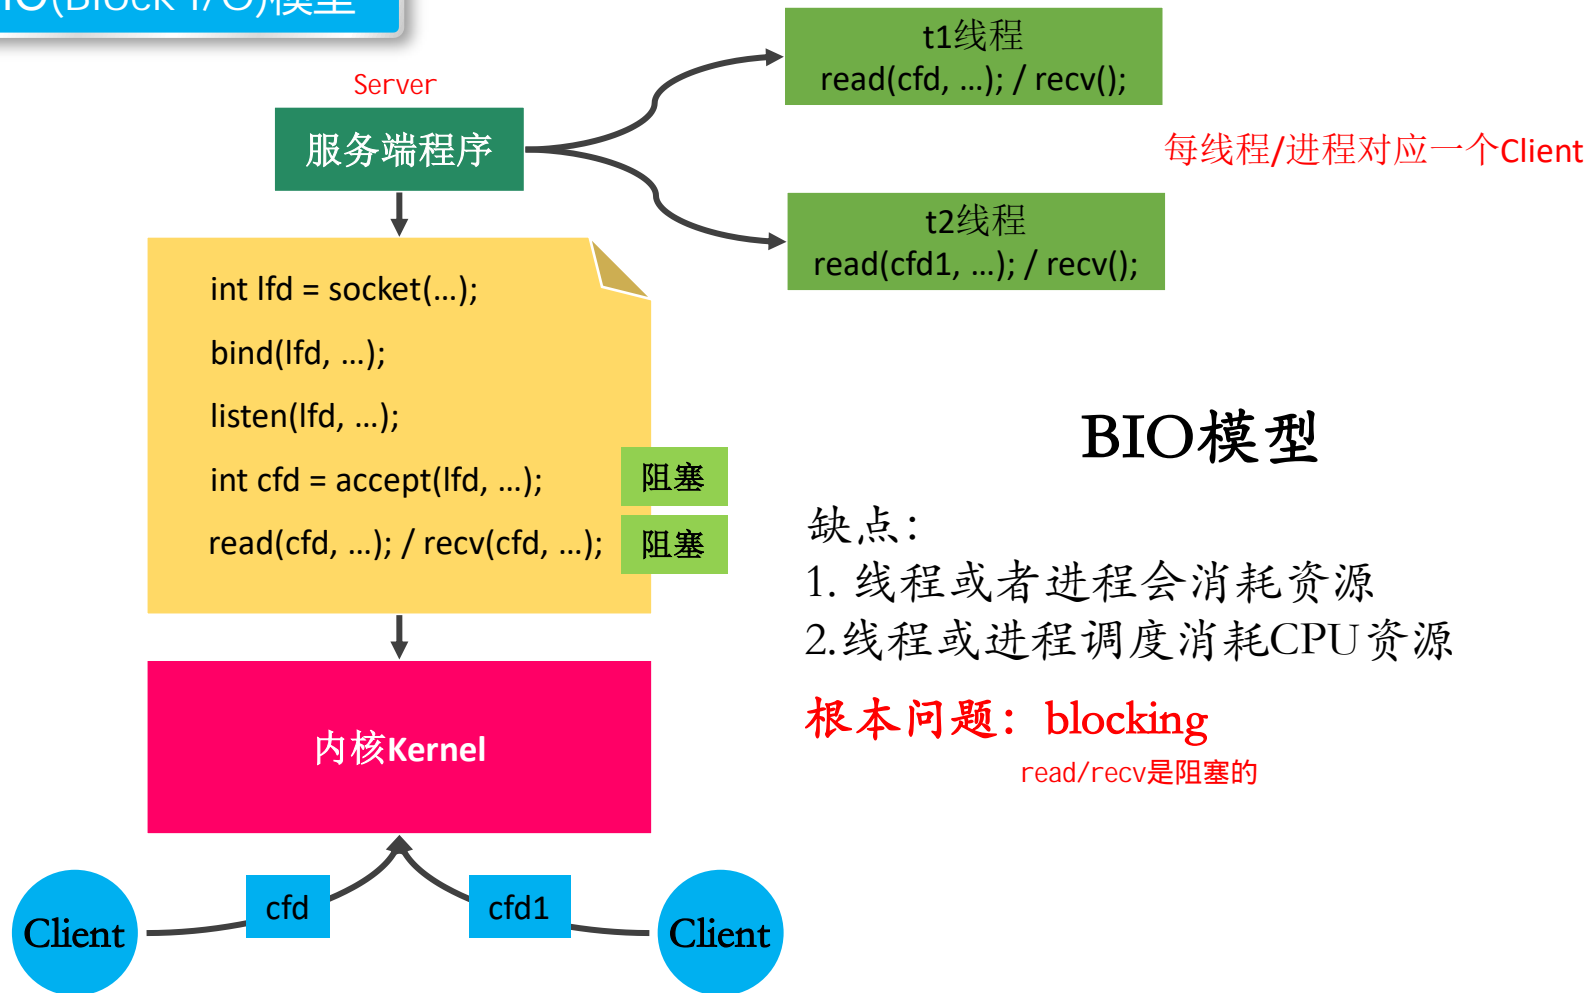 IO(Block I/O)模型
Server
服务端程序
t1线程
read(cfd, ...); / recv();
每线程/进程对应一个Client
t2线程
read(cfd1, ...); / recv();
int lfd = socket(...);
bind(lfd, ...);
listen(lfd, ...);
int cfd = accept(lfd, ...);
阻塞
read(cfd, ...); / recv(cfd, ...);
阻塞
BIO模型
缺点：
1. 线程或者进程会消耗资源
2.线程或进程调度消耗CPU资源
根本问题：blocking
read/recv是阻塞的
内核Kernel
cfd
cfd1
Client
Client